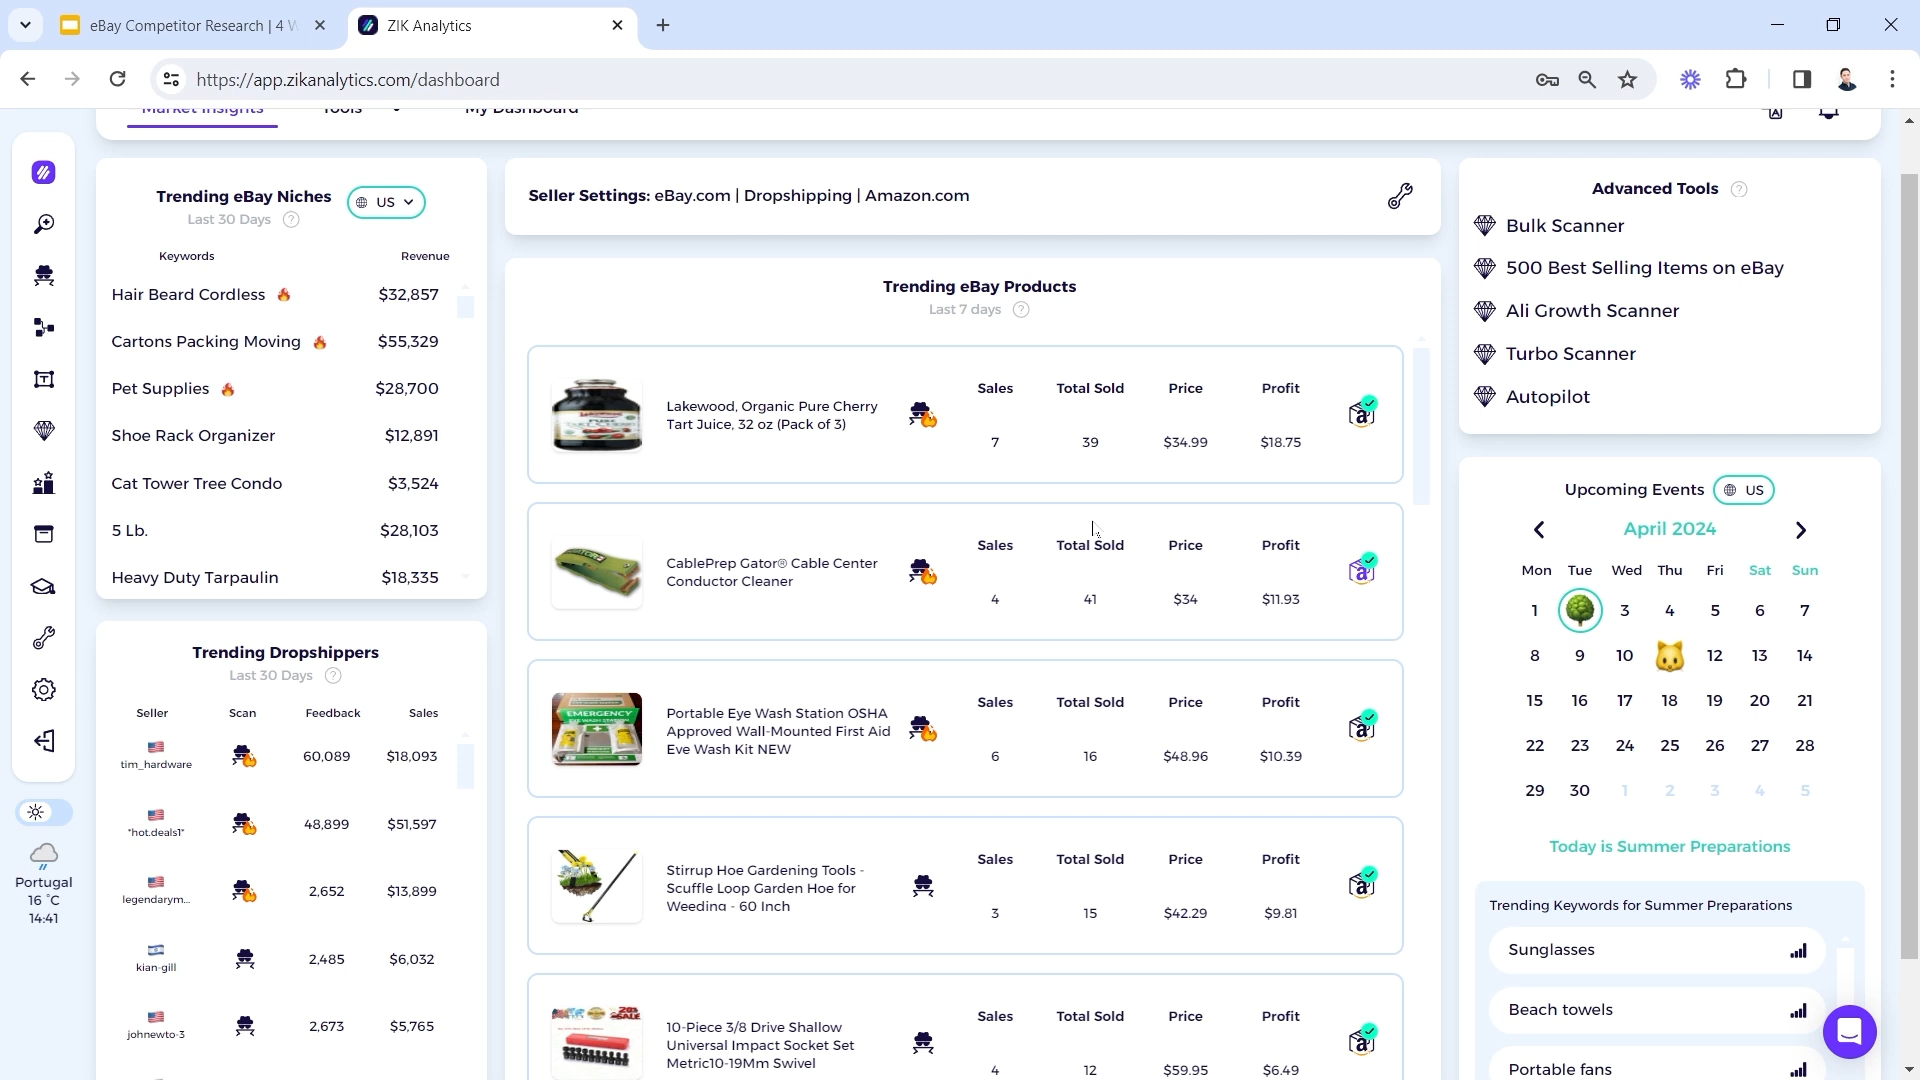 eBay Competitor Research | 4 W
ZIK Analytics
https://app.zikanalytics.com/dashboard
Market Insights
Tools
My Dashboard
Trending eBay Niches
US
Last 30 Days
Keywords
Revenue
Hair Beard Cordless
$32,857
Cartons Packing Moving
$55,329
Pet Supplies
$28,700
Shoe Rack Organizer
$12,891
Cat Tower Tree Condo
$3,524
5 Lb.
$28,103
Heavy Duty Tarpaulin
$18,335
Trending Dropshippers
Last 30 Days
Seller Scan Feedback Sales
tim_hardware
60,089 $18,093
*hot.deals1*
48,899 $51,597
legendarym...
2,652 $13,899
kian-gill
2,485 $6,032
johnewto-3
2,673 $5,765
Portugal
16 °C
14:41
Seller Settings: eBay.com | Dropshipping | Amazon.com
Trending eBay Products
Last 7 days
Lakewood, Organic Pure Cherry
Tart Juice, 32 oz (Pack of 3)
Sales Total Sold Price Profit
7 39 $34.99 $18.75
CablePrep Gator® Cable Center
Conductor Cleaner
Sales Total Sold Price Profit
4 41 $34 $11.93
EMERGENCY
Portable Eye Wash Station OSHA
Approved Wall-Mounted First Aid
Eye Wash Kit NEW
Sales Total Sold Price Profit
6 16 $48.96 $10.39
Stirrup Hoe Gardening Tools -
Scuffle Loop Garden Hoe for
Weeding - 60 Inch
Sales Total Sold Price Profit
3 15 $42.29 $9.81
10-Piece 3/8 Drive Shallow
Universal Impact Socket Set
Metric10-19Mm Swivel
Sales Total Sold Price Profit
4 12 $59.95 $6.49
Advanced Tools
Bulk Scanner
500 Best Selling Items on eBay
Ali Growth Scanner
Turbo Scanner
Autopilot
Upcoming Events
US
April 2024
Mon Tue Wed Thu Fri Sat Sun
1 3 4 5 6 7
8 9 10 12 13 14
15 16 17 18 19 20 21
22 23 24 25 26 27 28
29 30 1 2 3 4 5
Today is Summer Preparations
Trending Keywords for Summer Preparations
Sunglasses
Beach towels
Portable fans